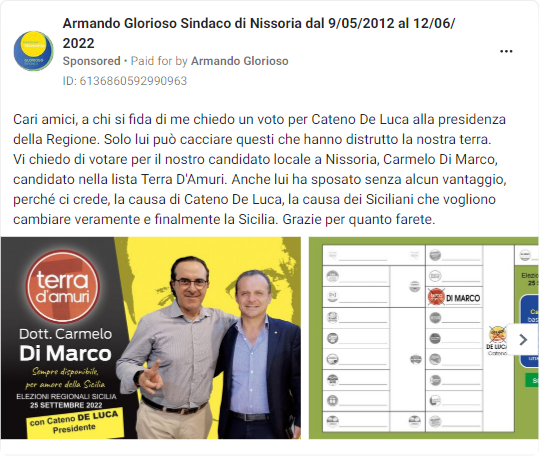 Armando Glorioso Sindaco di Nissoria dal 9/05/2012 al 12/06/
2022
Sponsored • Paid for by Armando Glorioso
ID: 6136860592990963
Cari amici, a chi si fida di me chiedo un voto per Cateno De Luca alla presidenza
della Regione. Solo lui può cacciare questi che hanno distrutto la nostra terra.
Vi chiedo di votare per il nostro candidato locale a Nissoria, Carmelo Di Marco,
candidato nella lista Terra D'Amuri. Anche lui ha sposato senza alcun vantaggio,
perché ci crede, la causa di Cateno De Luca, la causa dei Siciliani che vogliono
cambiare veramente e finalmente la Sicilia. Grazie per quanto farete.
terra
d'amuri
Dott. Carmelo
Di Marco
Sempre disponibile,
per amore della Sicilia
ELEZIONI REGIONALI SICILIA
25 SETTEMBRE 2022
con Cateno DE LUCA
Presidente
DI MARCO
DE LUCA
Cateno